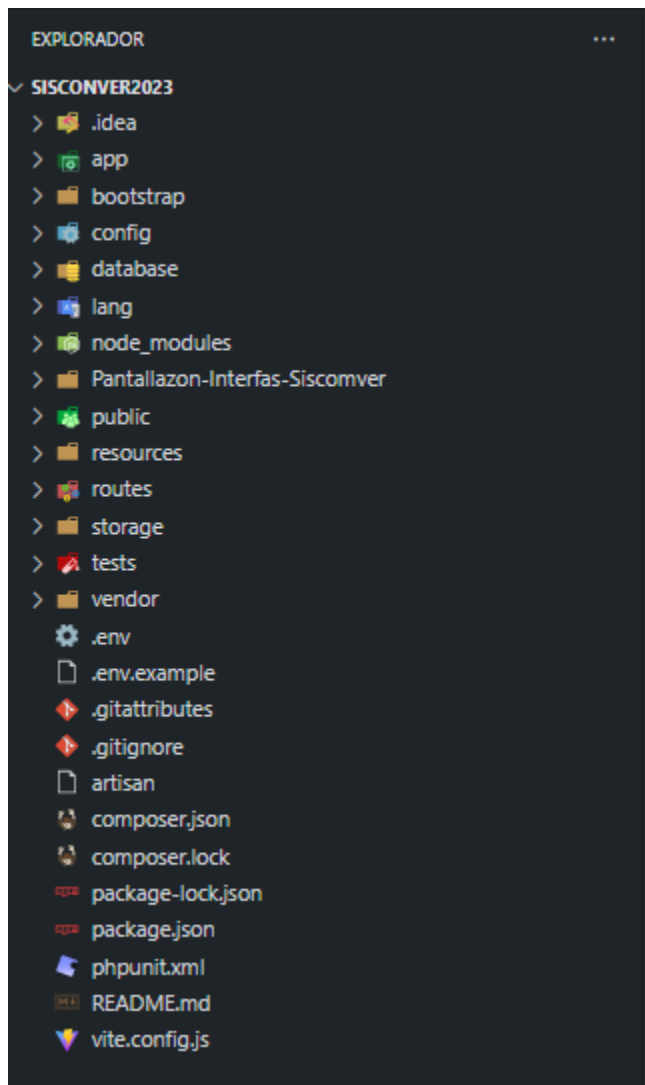 EXPLORADOR
SISCONVER2023
.idea
app
bootstrap
config
database
lang
node_modules
Pantallazon-Interfas-Siscomver
public
resources
routes
storage
tests
vendor
.env
.env.example
.gitattributes
.gitignore
artisan
composer.json
composer.lock
package-lock.json
package.json
phpunit.xml
README.md
vite.config.js